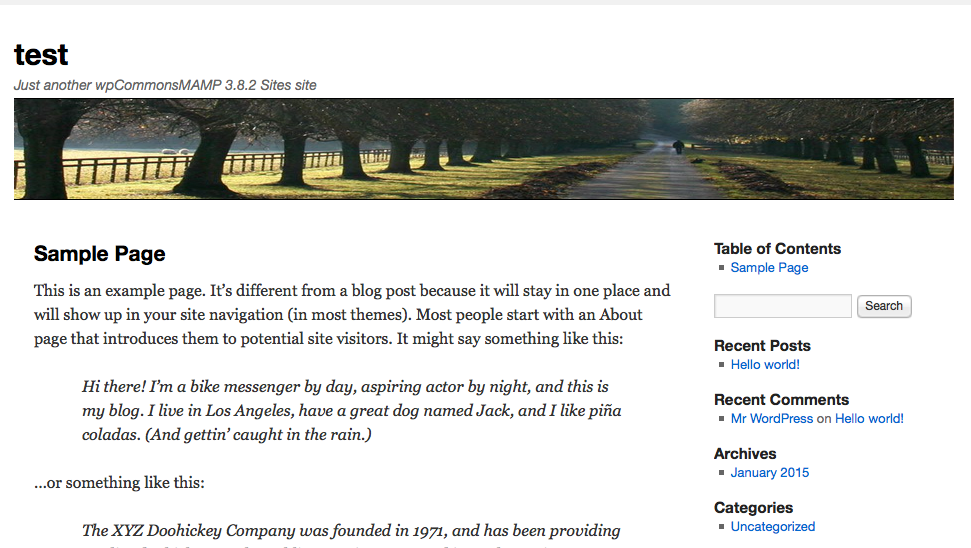 test
Just another wpCommonsMAMP 3.8.2 Sites site
Sample Page
This is an example page. It’s different from a blog post because it will stay in one place and
will show up in your site navigation (in most themes). Most people start with an About
page that introduces them to potential site visitors. It might say something like this:
Hi there! I’m a bike messenger by day, aspiring actor by night, and this is
my blog. I live in Los Angeles, have a great dog named Jack, and I like piña
coladas. (And gettin’ caught in the rain.)
…or something like this:
The XYZ Doohickey Company was founded in 1971, and has been providing
Table of Contents
Sample Page
Search
Recent Posts
Hello world!
Recent Comments
Mr WordPress on Hello world!
Archives
January 2015
Categories
Uncategorized